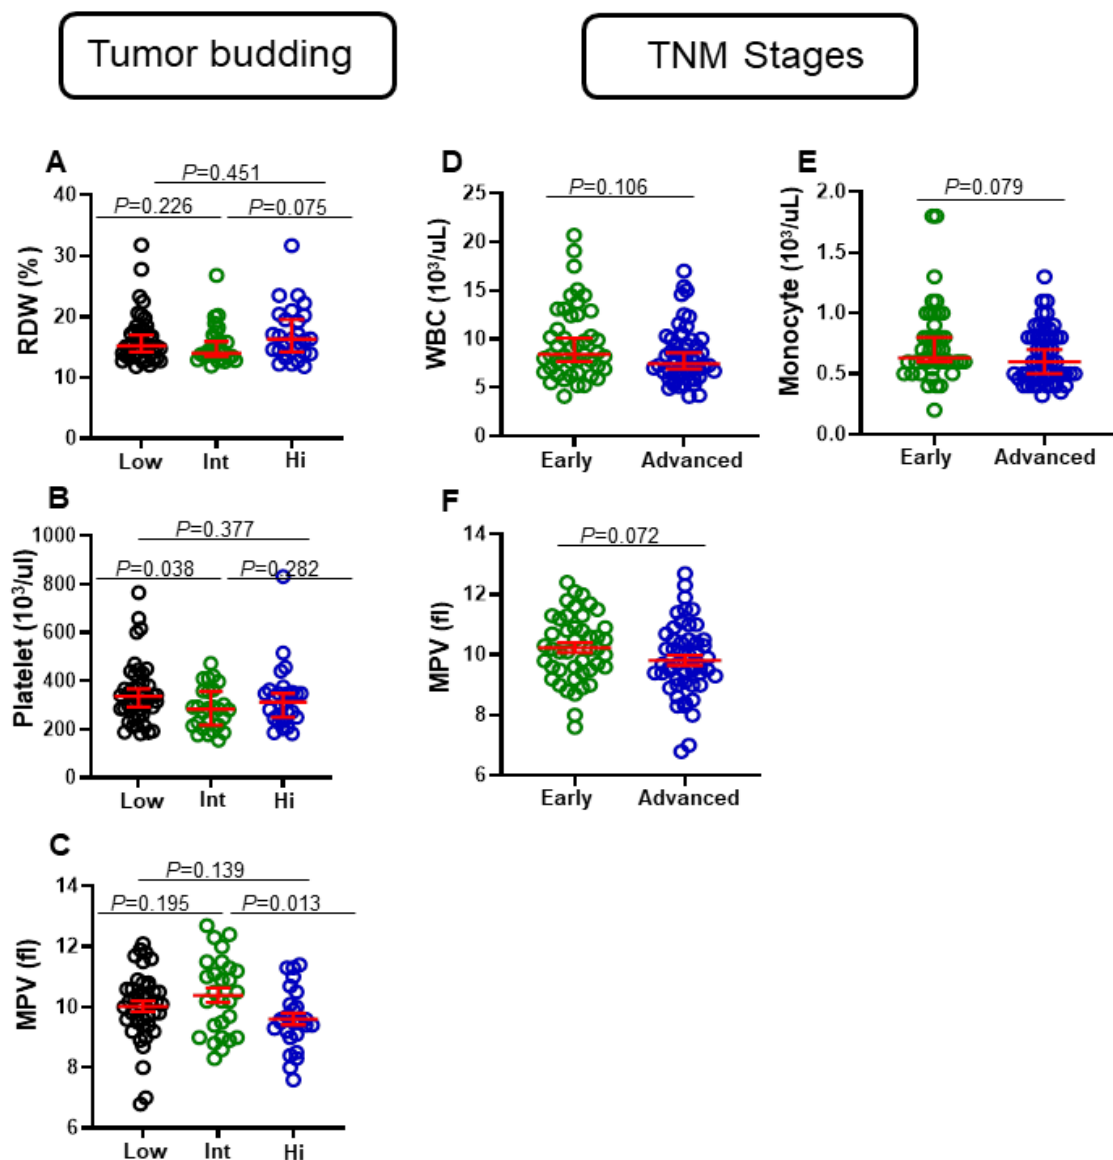 Tumor budding
TNM Stages
A
P=0.451
P=0.226
P=0.075
RDW (%)
40
30
20
10
0
Low
Int
Hi
B
P=0.377
P=0.038
P=0.282
Platelet (10³/ul)
1000
800
600
400
200
0
Low
Int
Hi
C
P=0.139
P=0.195
P=0.013
MPV (fl)
14
12
10
8
6
Low
Int
Hi
D
P=0.106
WBC (10³/uL)
25
20
15
10
5
0
Early
Advanced
E
P=0.079
Monocyte (10³/uL)
2.0
1.5
1.0
0.5
0.0
Early
Advanced
F
P=0.072
MPV (fl)
14
12
10
8
6
Early
Advanced